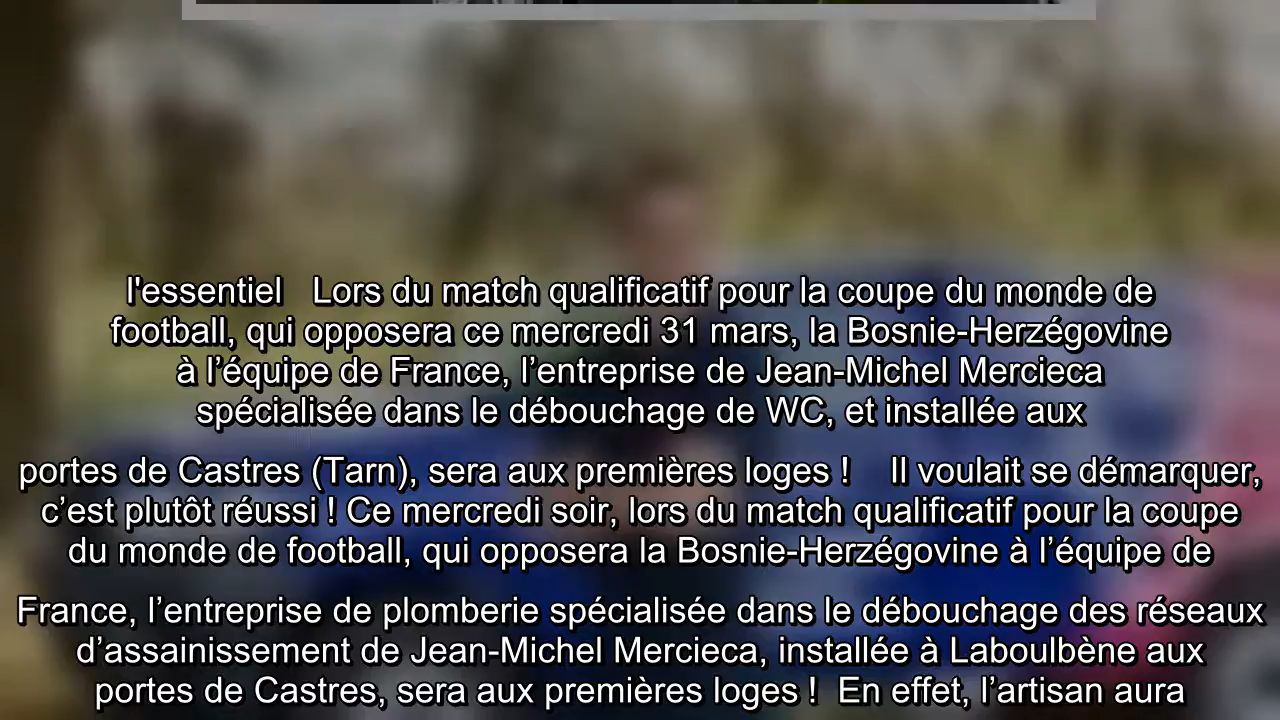 l'essentiel Lors du match qualificatif pour la coupe du monde de
football, qui opposera ce mercredi 31 mars, la Bosnie-Herzégovine
à l’équipe de France, l’entreprise de Jean-Michel Mercieca
spécialisée dans le débouchage de WC, et installée aux
portes de Castres (Tarn), sera aux premières loges ! Il voulait se démarquer,
c’est plutôt réussi ! Ce mercredi soir, lors du match qualificatif pour la coupe
du monde de football, qui opposera la Bosnie-Herzégovine à l’équipe de
France, l’entreprise de plomberie spécialisée dans le débouchage des réseaux
d’assainissement de Jean-Michel Mercieca, installée à Laboulbène aux
portes de Castres, sera aux premières loges ! En effet, l’artisan aura